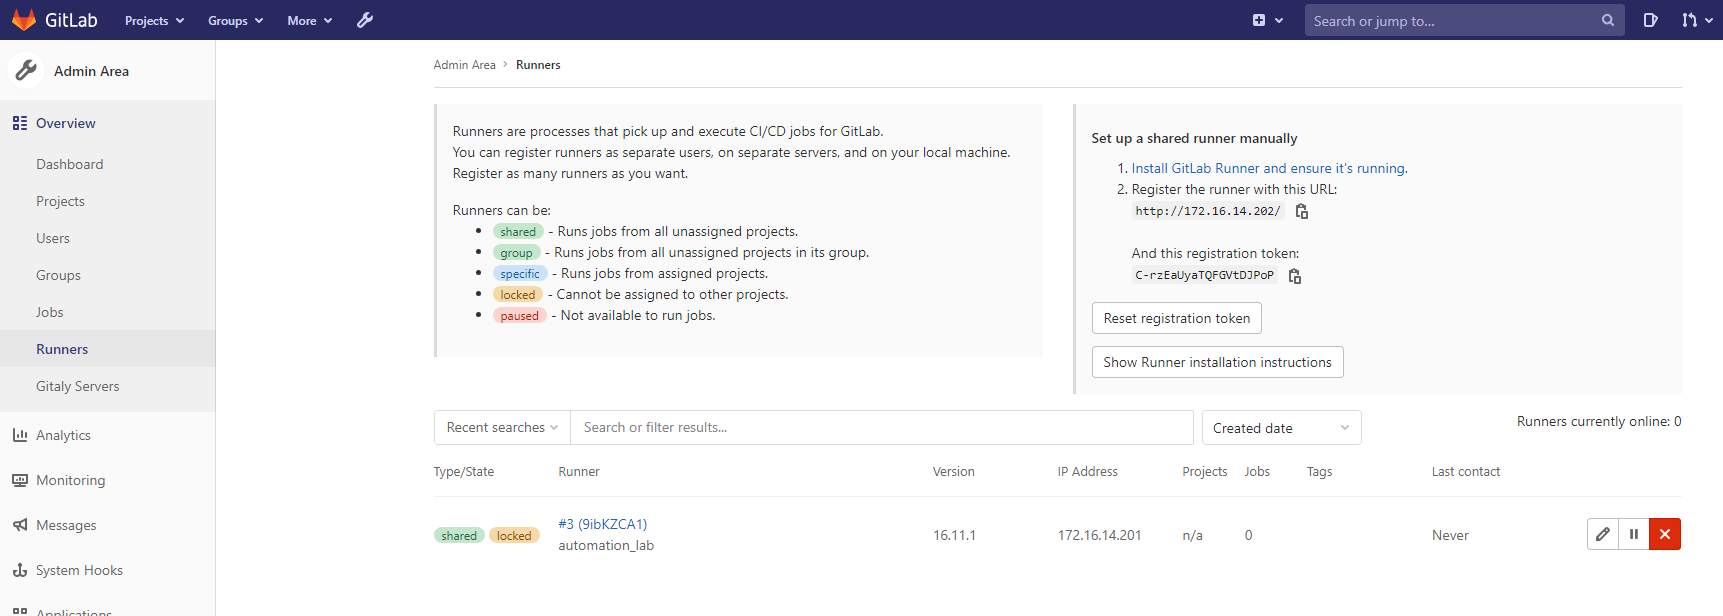 GitLab Projects Groups More Search or jump to...
Admin Area
Overview
Dashboard
Projects
Users
Groups
Jobs
Runners
Gitaly Servers
Analytics
Monitoring
Messages
System Hooks
Applications
Admin Area > Runners
Runners are processes that pick up and execute CI/CD jobs for GitLab.
You can register runners as separate users, on separate servers, and on your local machine.
Register as many runners as you want.
Runners can be:
• shared - Runs jobs from all unassigned projects.
• group - Runs jobs from all unassigned projects in its group.
• specific - Runs jobs from assigned projects.
• locked - Cannot be assigned to other projects.
• paused - Not available to run jobs.
Set up a shared runner manually
1. Install GitLab Runner and ensure it's running.
2. Register the runner with this URL:
http://172.16.14.202/
And this registration token:
C-rzEaUyaTQFGVtDJPoP
Reset registration token
Show Runner installation instructions
Recent searches Search or filter results... Created date Runners currently online: 0
Type/State Runner Version IP Address Projects Jobs Tags Last contact
shared locked #3 (9ibKZCA1) 16.11.1 172.16.14.201 n/a 0 Never
automation_lab